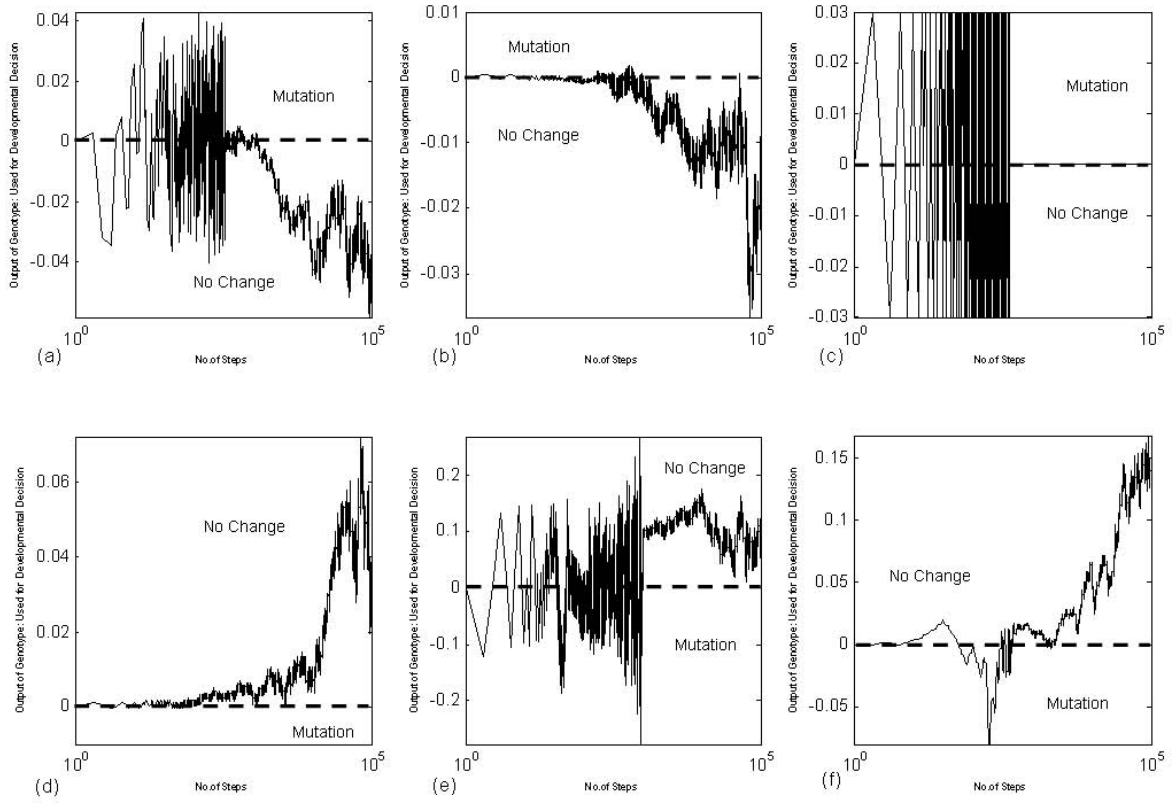 Output of Genotype: Used for Developmental Decision
0.04
0.02
0
-0.02
-0.04
Mutation
No Change
10^0
10^5
(a)
No.of Steps
Output of Genotype: Used for Developmental Decision
0.01
0
-0.01
-0.01
-0.02
-0.03
Mutation
No Change
10^0
10^5
(b)
No.of Steps
Output of Genotype: Used for Developmental Decision
0.03
0.02
0.01
0
-0.01
-0.02
-0.03
Mutation
No Change
10^0
10^5
(c)
No.of Steps
Output of Genotype: Used for Developmental Decision
0.06
0.04
0.02
0
No Change
Mutation
10^0
10^5
(d)
No.of Steps
Output of Genotype: Used for Developmental Decision
0.2
0.1
0
-0.1
-0.2
No Change
Mutation
10^0
10^5
(e)
No.of Steps
Output of Genotype: Used for Developmental Decision
0.15
0.10
0.05
0
-0.05
No Change
Mutation
10^0
10^5
(f)
No.of Steps